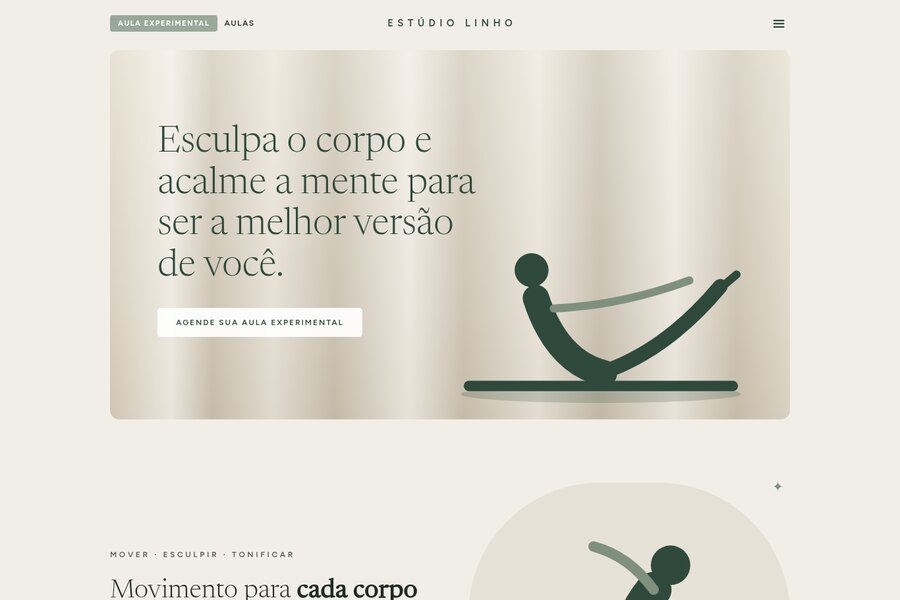 AULA EXPERIMENTAL AULAS
ESTÚDIO LINHO
Esculpa o corpo e
acalme a mente para
ser a melhor versão
de você.
AGENDE SUA AULA EXPERIMENTAL
MOVER · ESCULPIR · TONIFICAR
Movimento para cada corpo